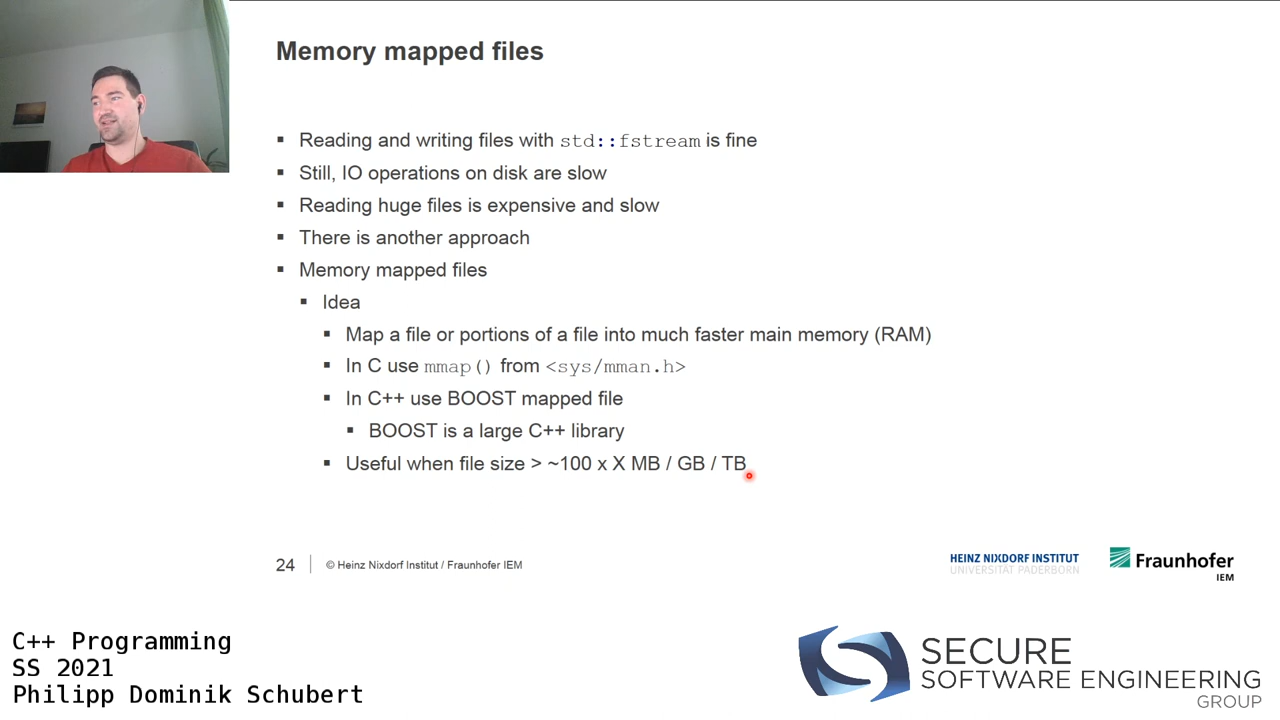 Memory mapped files
▪ Reading and writing files with std::fstream is fine
▪ Still, IO operations on disk are slow
▪ Reading huge files is expensive and slow
▪ There is another approach
▪ Memory mapped files
▪ Idea
▪ Map a file or portions of a file into much faster main memory (RAM)
▪ In C use mmap() from <sys/mman.h>
▪ In C++ use BOOST mapped file
▪ BOOST is a large C++ library
▪ Useful when file size > ~100 x X MB / GB / TB
24 | © Heinz Nixdorf Institut / Fraunhofer IEM
HEINZ NIXDORF INSTITUT
UNIVERSITÄT PADERBORN
Fraunhofer
IEM
C++ Programming
SS 2021
Philipp Dominik Schubert
SECURE
SOFTWARE ENGINEERING
GROUP